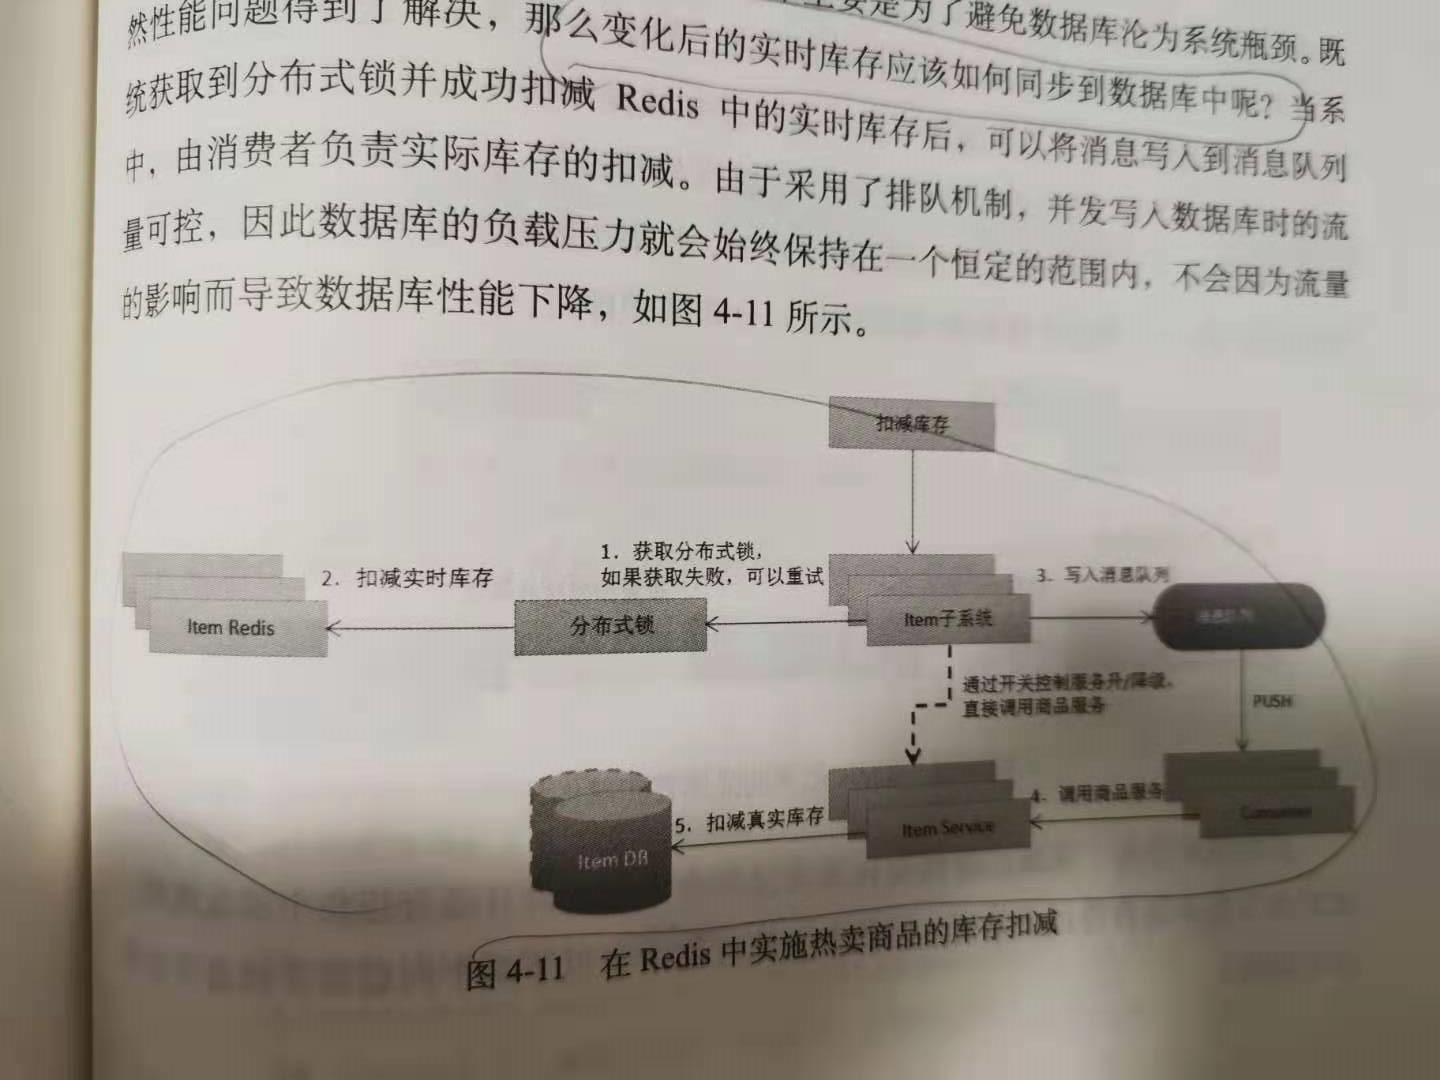 主要是为了避免数据库沦为系统瓶颈。既
然性能问题得到了解决，那么变化后的实时库存应该如何同步到数据库中呢？当系
统获取到分布式锁并成功扣减 Redis 中的实时库存后，可以将消息写入到消息队列
中，由消费者负责实际库存的扣减。由于采用了排队机制，并发写入数据库时的流
量可控，因此数据库的负载压力就会始终保持在一个恒定的范围内，不会因为流量
的影响而导致数据库性能下降，如图 4-11 所示。
扣减库存
1. 获取分布式锁，
如果获取失败，可以重试
2. 扣减实时库存
3. 写入消息队列
Item Redis
分布式锁
Item子系统
消息队列
通过开关控制服务升/降级，
直接调用商品服务
PUSH
4. 调用商品服务
Consumer
Item Service
5. 扣减真实库存
Item DB
图 4-11 在 Redis 中实施热卖商品的库存扣减